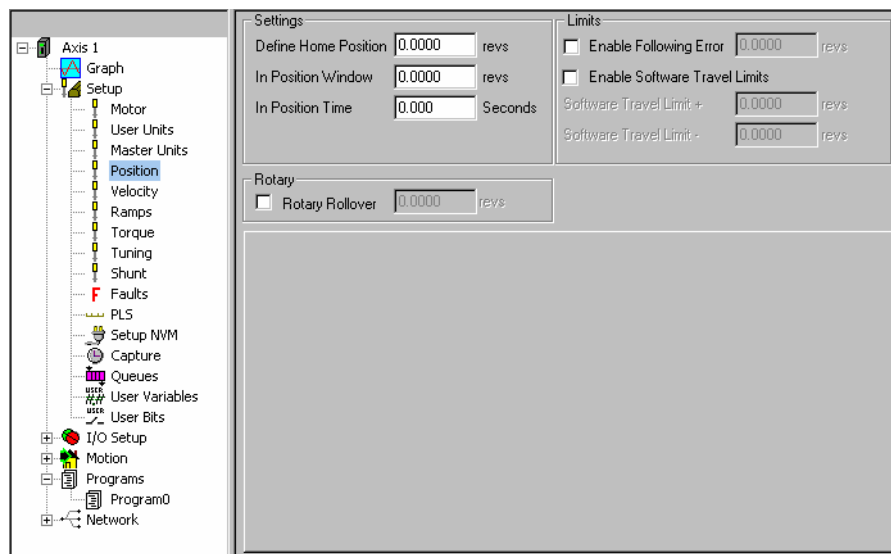 Axis 1
Graph
Setup
Motor
User Units
Master Units
Position
Velocity
Ramps
Torque
Tuning
Shunt
F Faults
PLS
Setup NVM
Capture
Queues
USER
#.# User Variables
USER
User Bits
I/O Setup
Motion
Programs
Program0
Network
Settings
Define Home Position 0.0000 revs
In Position Window 0.0000 revs
In Position Time 0.000 Seconds
Limits
Enable Following Error 0.0000 revs
Enable Software Travel Limits
Software Travel Limit + 0.0000 revs
Software Travel Limit - 0.0000 revs
Rotary
Rotary Rollover 0.0000 revs